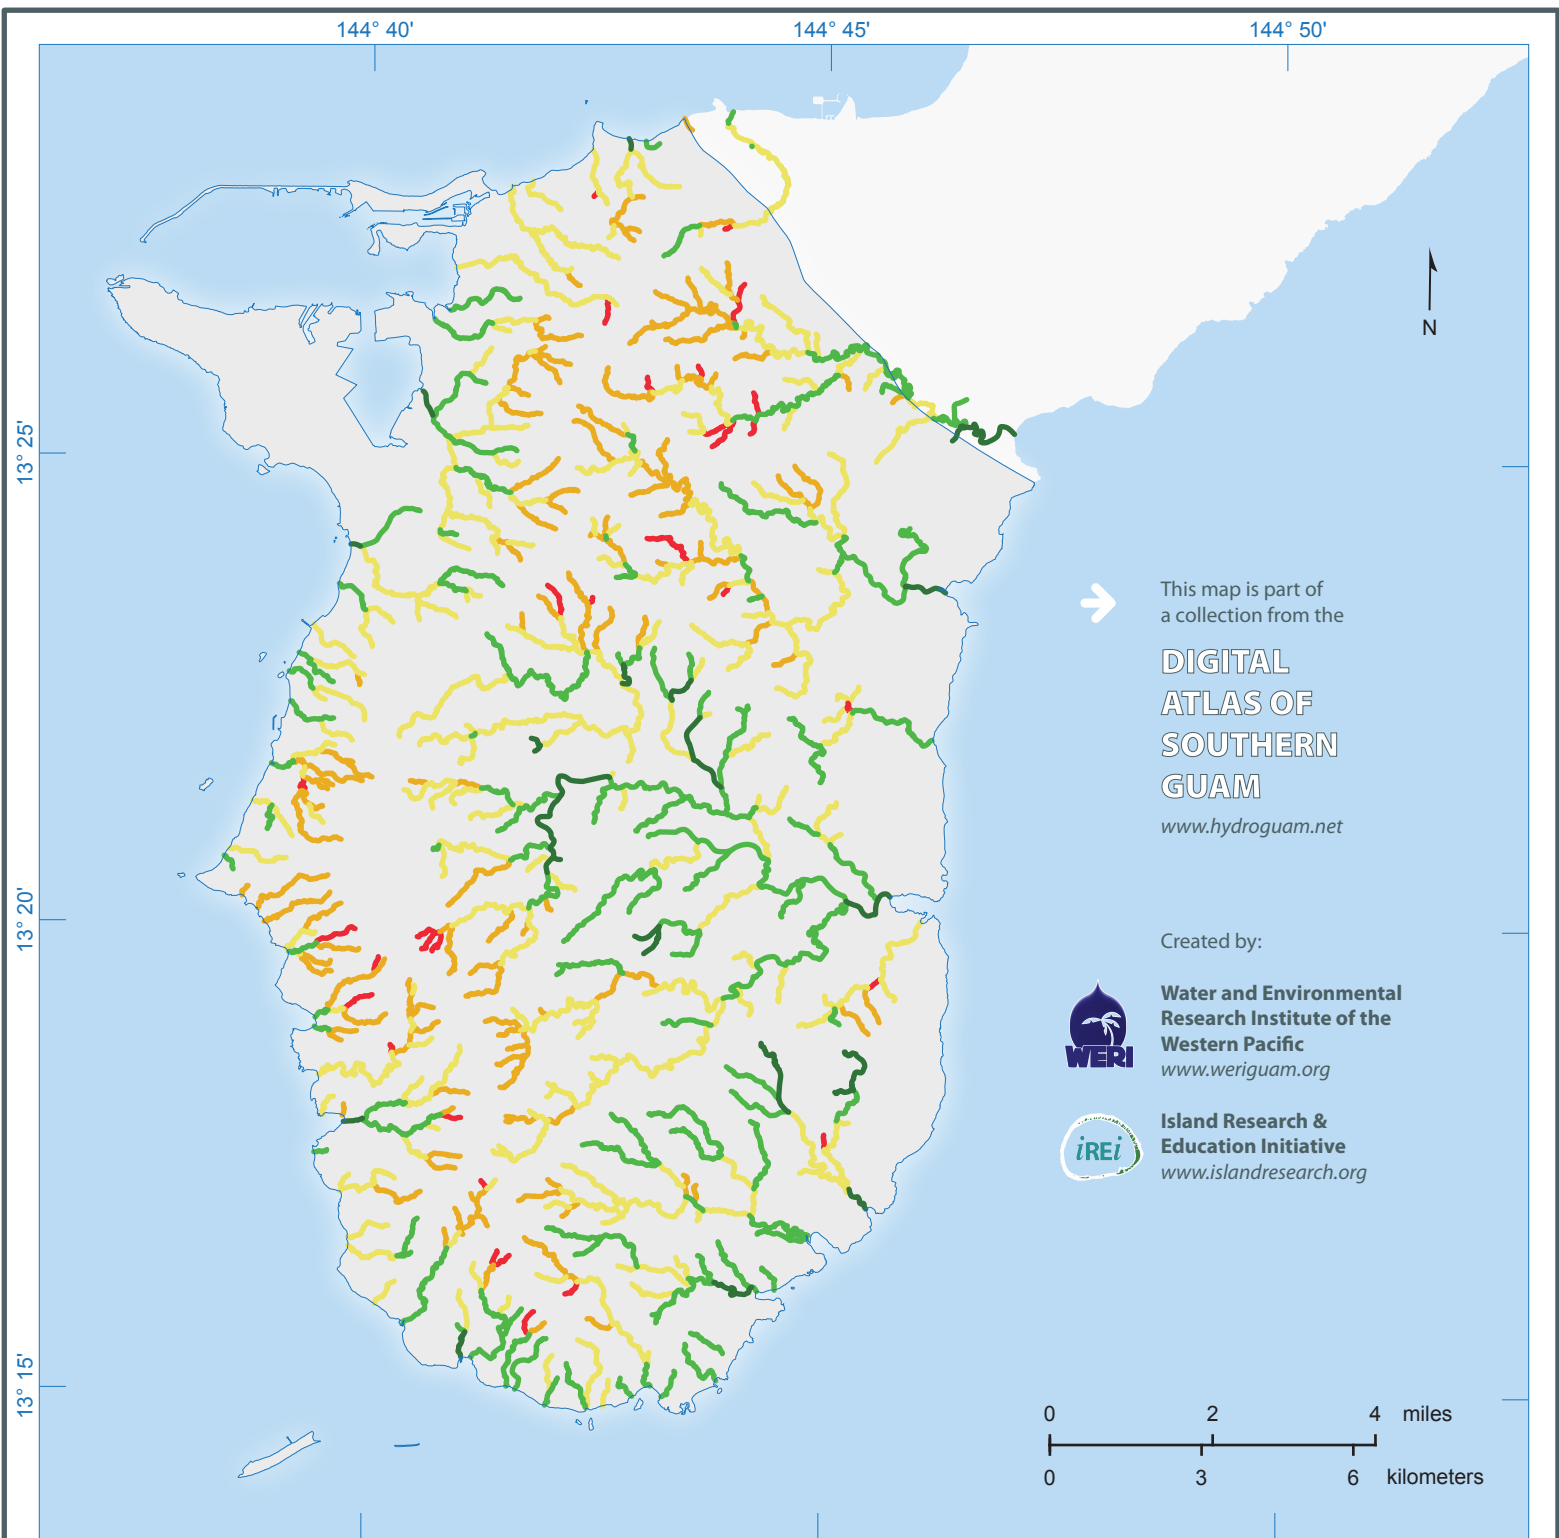 144° 40'
144° 45'
144° 50'
13° 25'
13° 20'
13° 15'
N
This map is part of
a collection from the
DIGITAL
ATLAS OF
SOUTHERN
GUAM
www.hydroguam.net
Created by:
WERI
Water and Environmental
Research Institute of the
Western Pacific
www.weriguam.org
iREi
Island Research &
Education Initiative
www.islandresearch.org
0 2 4 miles
0 3 6 kilometers